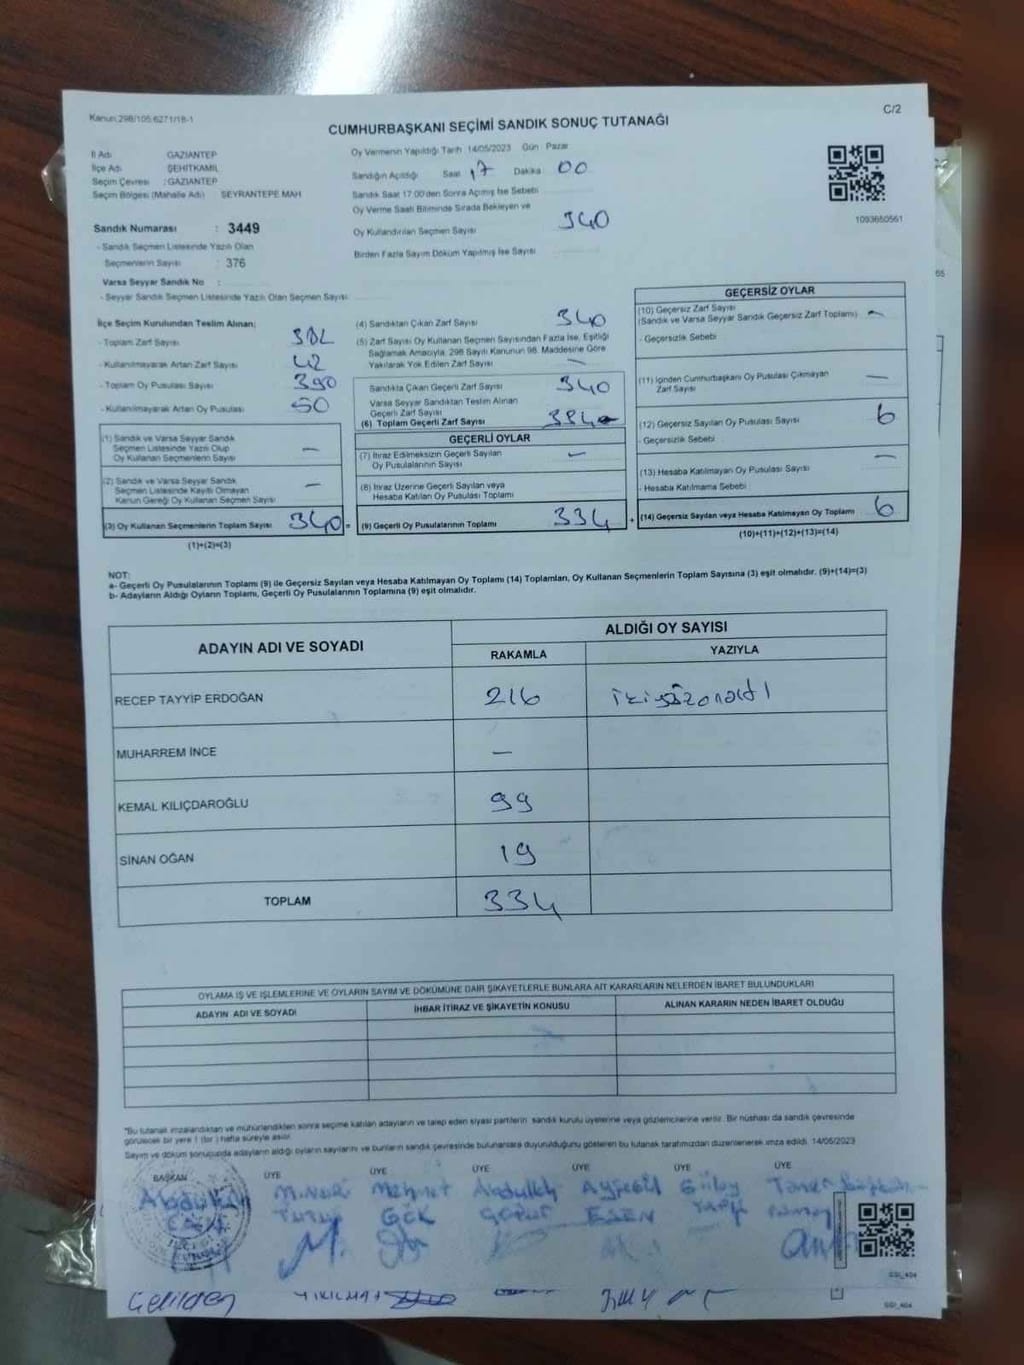 Kanun 298/105,6271/18-1
C/2
CUMHURBAŞKANI SEÇİMİ SANDIK SONUÇ TUTANAĞI
İl Adı GAZIANTEP
İlçe Adı ŞEHİTKAMİL
Seçim Çevresi : GAZIANTEP
Seçim Bölgesi (Mahalle Adı) SEYRANTEPE MAH
Sandık Numarası : 3449
- Sandık Seçmen Listesinde Yazılı Olan
Seçmenlerin Sayısı : 376
Varsa Seyyar Sandık No :
- Seyyar Sandık Seçmen Listesinde Yazılı Olan Seçmen Sayısı
Oy Vermenin Yapıldığı Tarih :14/05/2023 Gün : Pazar
Sandığın Açıldığı Saat 17 Dakika 00
Sandık Saat 17:00'den Sonra Açılmış İse Sebebi
Oy Verme Saati Bitiminde Sırada Bekleyen ve
Oy Kullandırılan Seçmen Sayısı 340
Birden Fazla Sayım Döküm Yapılmış İse Sayısı
1093650561
İlçe Seçim Kurulundan Teslim Alınan;
- Toplam Zarf Sayısı
- Kullanılmayarak Artan Zarf Sayısı 42
- Toplam Oy Pusulası Sayısı 390
- Kullanılmayarak Artan Oy Pusulası 50
(1) Sandık ve Varsa Seyyar Sandık
Seçmen Listesinde Yazılı Olup
Oy Kullanan Seçmenlerin Sayısı —
(2) Sandık ve Varsa Seyyar Sandık
Seçmen Listesinde Kayıtlı Olmayan
Kanun Gereği Oy Kullanan Seçmen Sayısı —
(3) Oy Kullanan Seçmenlerin Toplam Sayısı 340 =
(1)+(2)=(3)
(4) Sandıktan Çıkan Zarf Sayısı 340
(5) Zarf Sayısı Oy Kullanan Seçmen Sayısından Fazla İse, Eşitliği
Sağlamak Amacıyla, 298 Sayılı Kanunun 98. Maddesine Göre
Yakılarak Yok Edilen Zarf Sayısı —
Sandıkta Çıkan Geçerli Zarf Sayısı 340
Varsa Seyyar Sandıktan Teslim Alınan
Geçerli Zarf Sayısı
(6) Toplam Geçerli Zarf Sayısı
GEÇERLİ OYLAR
(7) İtiraz Edilmeksizin Geçerli Sayılan
Oy Pusulalarının Sayısı —
(8) İtiraz Üzerine Geçerli Sayılan veya
Hesaba Katılan Oy Pusulası Toplamı
(9) Geçerli Oy Pusulalarının Toplamı 334 +
GEÇERSİZ OYLAR
(10) Geçersiz Zarf Sayısı
(Sandık ve Varsa Seyyar Sandık Geçersiz Zarf Toplamı) —
- Geçersizlik Sebebi
(11) İçinden Cumhurbaşkanı Oy Pusulası Çıkmayan
Zarf Sayısı —
(12) Geçersiz Sayılan Oy Pusulası Sayısı 6
- Geçersizlik Sebebi
(13) Hesaba Katılmayan Oy Pusulası Sayısı —
- Hesaba Katılmama Sebebi
(14) Geçersiz Sayılan veya Hesaba Katılmayan Oy Toplamı 6
(10)+(11)+(12)+(13)=(14)
NOT:
a- Geçerli Oy Pusulalarının Toplamı (9) ile Geçersiz Sayılan veya Hesaba Katılmayan Oy Toplamı (14) Toplamları, Oy Kullanan Seçmenlerin Toplam Sayısına (3) eşit olmalıdır. (9)+(14)=(3)
b- Adayların Aldığı Oyların Toplamı, Geçerli Oy Pusulalarının Toplamına (9) eşit olmalıdır.
ADAYIN ADI VE SOYADI ALDIĞI OY SAYISI
RAKAMLA YAZIYLA
RECEP TAYYİP ERDOĞAN 216 ikiyüzonaltı
MUHARREM İNCE —
KEMAL KILIÇDAROĞLU 99
SİNAN OĞAN 19
TOPLAM 334
OYLAMA İŞ VE İŞLEMLERİNE VE OYLARIN SAYIM VE DÖKÜMÜNE DAİR ŞİKAYETLERLE BUNLARA AİT KARARLARIN NELERDEN İBARET BULUNDUKLARI
ADAYIN ADI VE SOYADI İHBAR İTİRAZ VE ŞİKAYETİN KONUSU ALINAN KARARIN NEDEN İBARET OLDUĞU
"Bu tutanak imzalandıktan ve mühürlendikten sonra seçime katılan adayların ve talep eden siyasi partilerin sandık kurulu üyelerine veya gözlemcilerine verilir. Bir nüshası da sandık çevresinde
görülecek bir yere 1 (bir) hafta süreyle asılır.
Sayım ve döküm sonucunda adayların aldığı oyların sayılarını ve bunların sandık çevresinde bulunanlara duyurulduğunu gösteren bu tutanak tarafımızdan düzenlenerek imza edildi. 14/05/2023
BAŞKAN ÜYE ÜYE ÜYE ÜYE ÜYE ÜYE
Abdullah M.Nuri Mehmet Abdullah Ayşegül Taner
GÖK ESEN